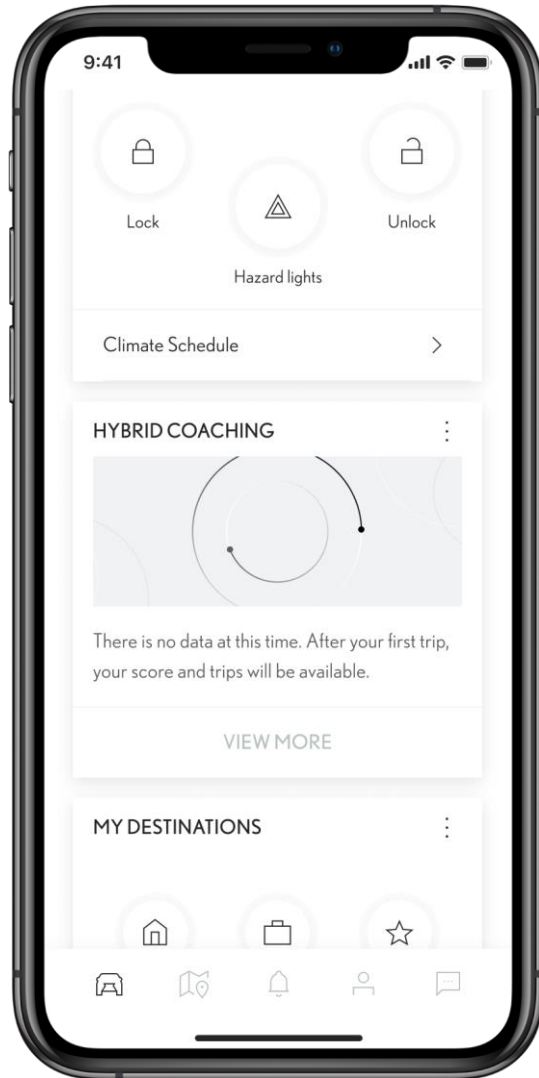 9:41
Lock
Unlock
Hazard lights
Climate Schedule
HYBRID COACHING
There is no data at this time. After your first trip,
your score and trips will be available.
VIEW MORE
MY DESTINATIONS